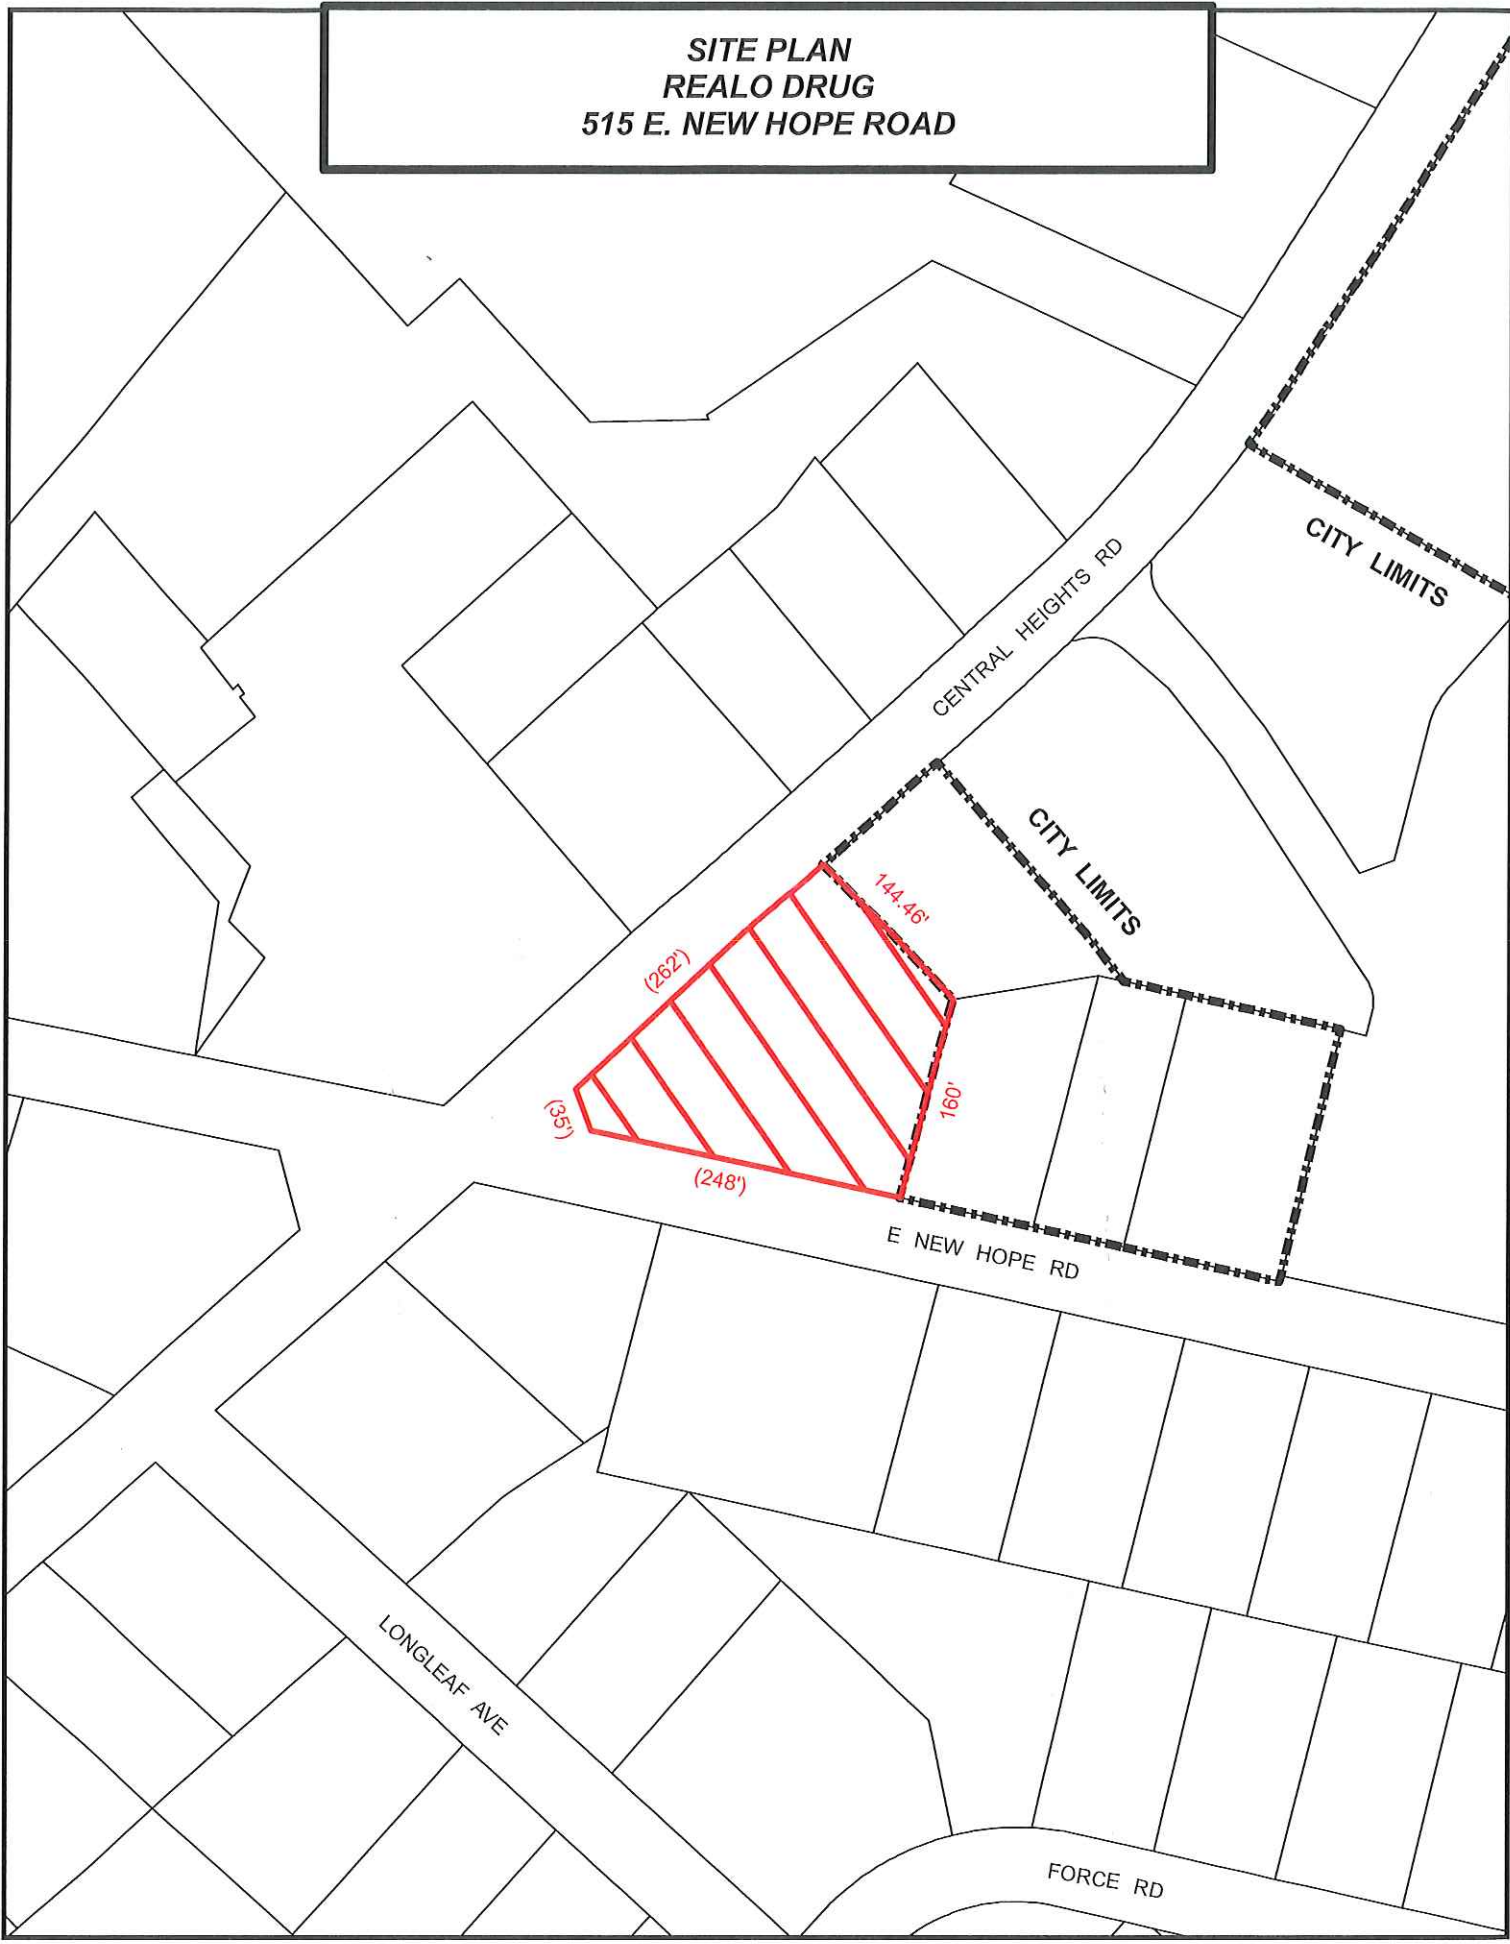 SITE PLAN
REALO DRUG
515 E. NEW HOPE ROAD
CITY LIMITS
CENTRAL HEIGHTS RD
CITY LIMITS
144.46'
(262')
160'
(35')
(248')
E NEW HOPE RD
LONGLEAF AVE
FORCE RD